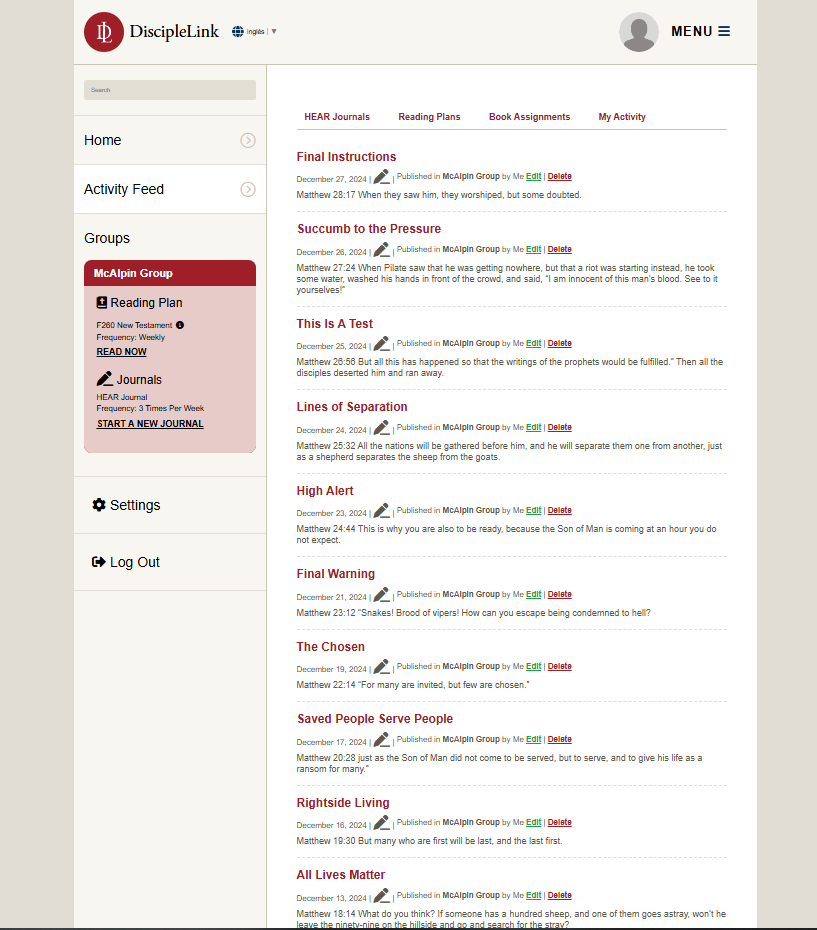 DL DiscipleLink inglés | ▼ MENU
Search
HEAR Journals Reading Plans Book Assignments My Activity
Home
Activity Feed
Groups
McAlpin Group
Reading Plan
F260 New Testament
Frequency: Weekly
READ NOW
Journals
HEAR Journal
Frequency: 3 Times Per Week
START A NEW JOURNAL
Settings
Log Out
Final Instructions
December 27, 2024 | | Published in McAlpin Group by Me Edit | Delete
Matthew 28:17 When they saw him, they worshiped, but some doubted.
Succumb to the Pressure
December 26, 2024 | | Published in McAlpin Group by Me Edit | Delete
Matthew 27:24 When Pilate saw that he was getting nowhere, but that a riot was starting instead, he took
some water, washed his hands in front of the crowd, and said, “I am innocent of this man’s blood. See to it
yourselves!”
This Is A Test
December 25, 2024 | | Published in McAlpin Group by Me Edit | Delete
Matthew 26:56 But all this has happened so that the writings of the prophets would be fulfilled.” Then all the
disciples deserted him and ran away.
Lines of Separation
December 24, 2024 | | Published in McAlpin Group by Me Edit | Delete
Matthew 25:32 All the nations will be gathered before him, and he will separate them one from another, just
as a shepherd separates the sheep from the goats.
High Alert
December 23, 2024 | | Published in McAlpin Group by Me Edit | Delete
Matthew 24:44 This is why you are also to be ready, because the Son of Man is coming at an hour you do
not expect.
Final Warning
December 21, 2024 | | Published in McAlpin Group by Me Edit | Delete
Matthew 23:12 “Snakes! Brood of vipers! How can you escape being condemned to hell?
The Chosen
December 19, 2024 | | Published in McAlpin Group by Me Edit | Delete
Matthew 22:14 “For many are invited, but few are chosen.”
Saved People Serve People
December 17, 2024 | | Published in McAlpin Group by Me Edit | Delete
Matthew 20:28 just as the Son of Man did not come to be served, but to serve, and to give his life as a
ransom for many.”
Rightside Living
December 16, 2024 | | Published in McAlpin Group by Me Edit | Delete
Matthew 19:30 But many who are first will be last, and the last first.
All Lives Matter
December 13, 2024 | | Published in McAlpin Group by Me Edit | Delete
Matthew 18:14 What do you think? If someone has a hundred sheep, and one of them goes astray, won’t he
leave the ninety-nine on the hillside and go and search for the stray?